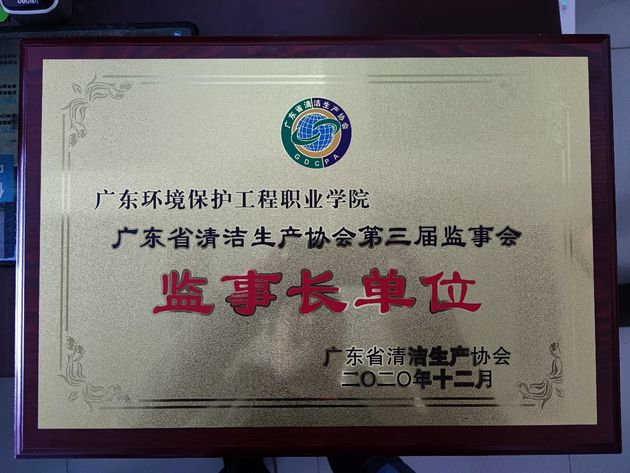 广东省清洁生产协会
GDCPA
广东环境保护工程职业学院
广东省清洁生产协会第三届监事会
监事长单位
广东省清洁生产协会
二〇二〇年十二月